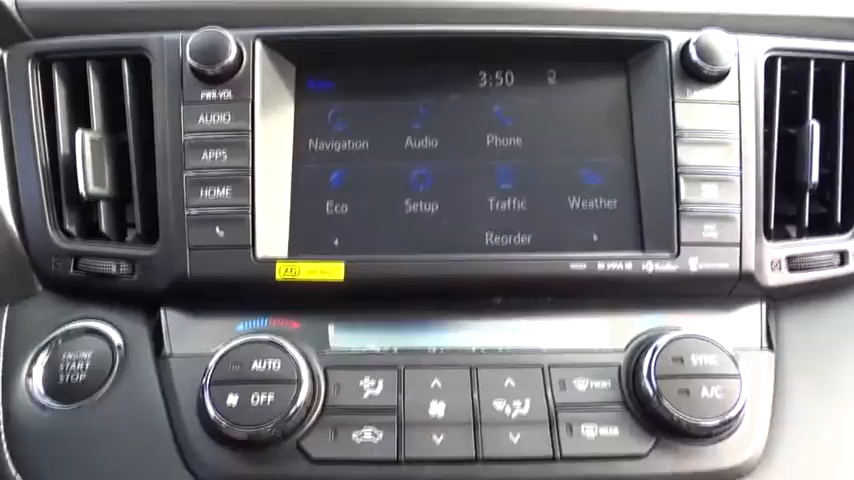 3:50
PWR·VOL
AUDIO
APPS
HOME
Navigation
Audio
Phone
Eco
Setup
Traffic
Weather
Reorder
ENGINE
START
STOP
AUTO
OFF
FRONT
REAR
SYNC
A/C